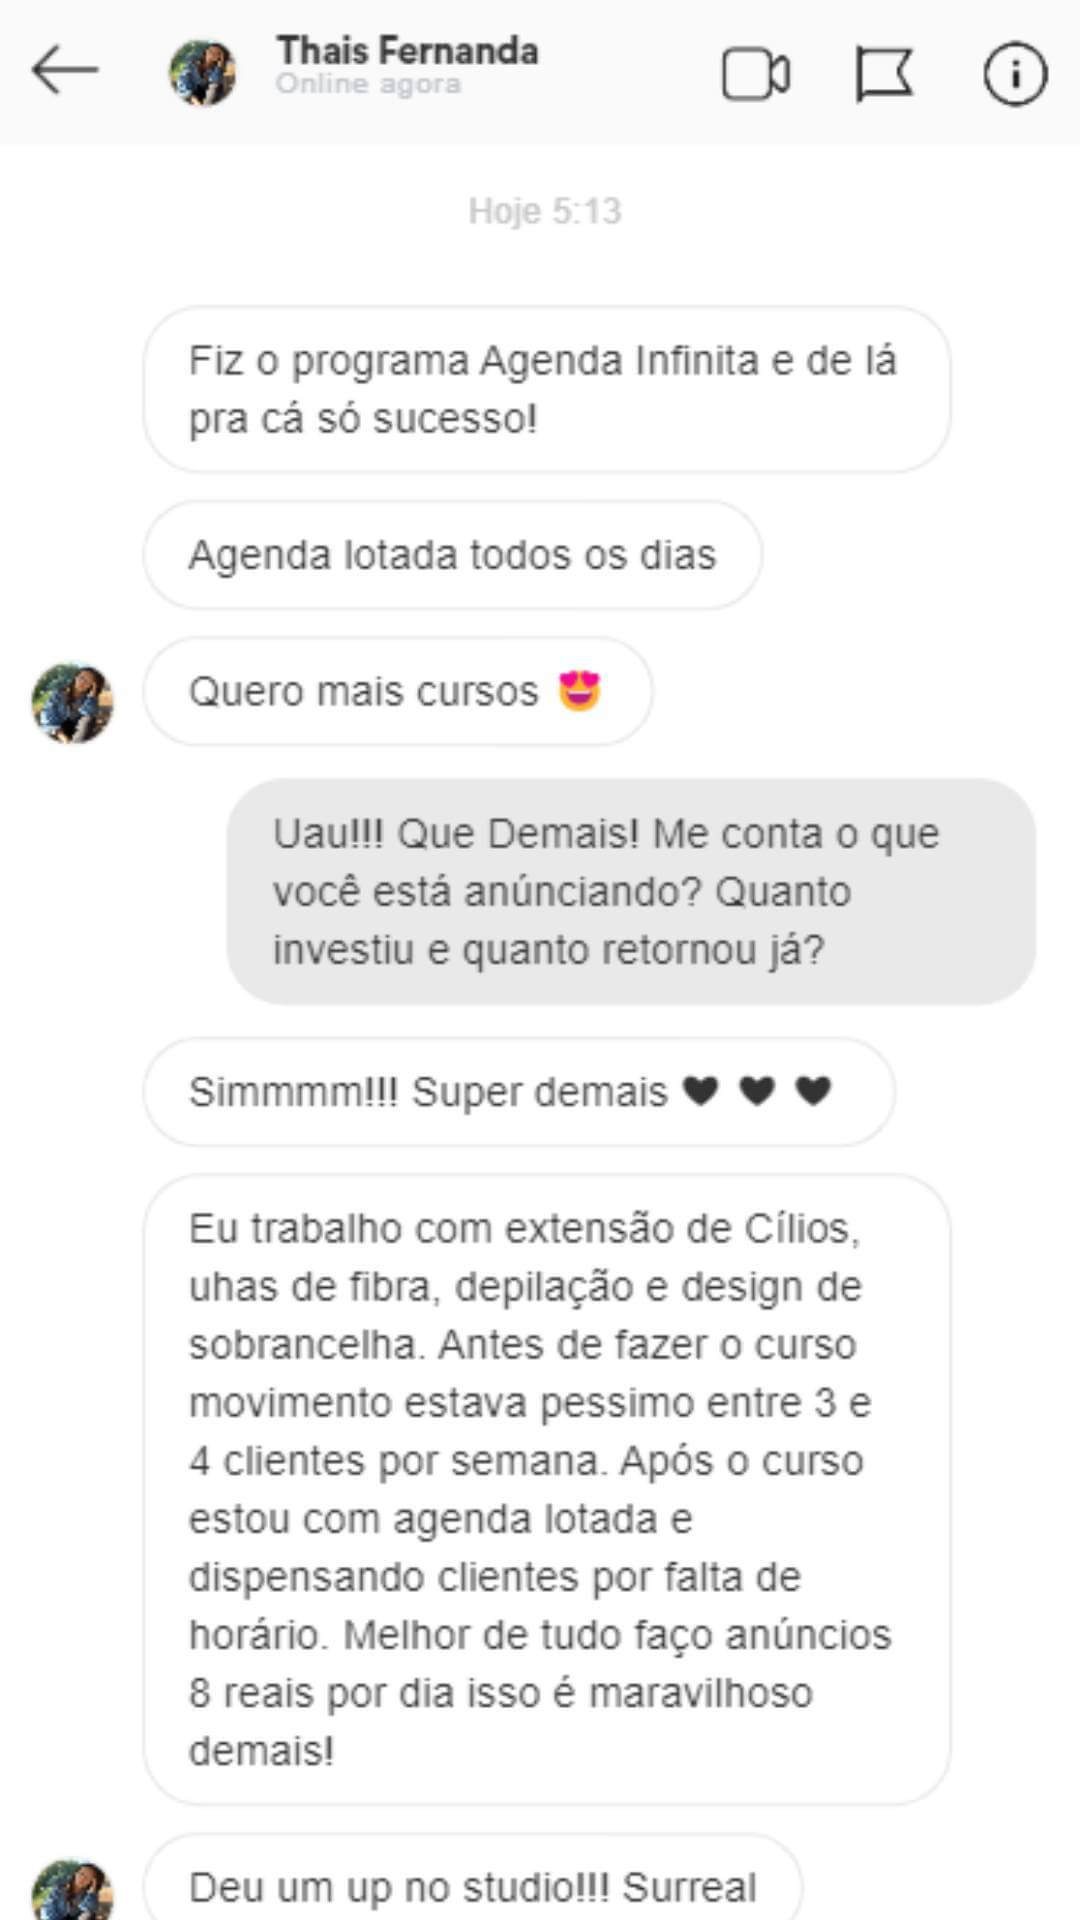 Thais Fernanda
Online agora
Hoje 5:13
Fiz o programa Agenda Infinita e de lá
pra cá só sucesso!
Agenda lotada todos os dias
Quero mais cursos 😍
Uau!!! Que Demais! Me conta o que
você está anúnciando? Quanto
investiu e quanto retornou já?
Simmmm!!! Super demais ♥ ♥ ♥
Eu trabalho com extensão de Cílios,
uhas de fibra, depilação e design de
sobrancelha. Antes de fazer o curso
movimento estava pessimo entre 3 e
4 clientes por semana. Após o curso
estou com agenda lotada e
dispensando clientes por falta de
horário. Melhor de tudo faço anúncios
8 reais por dia isso é maravilhoso
demais!
Deu um up no studio!!! Surreal